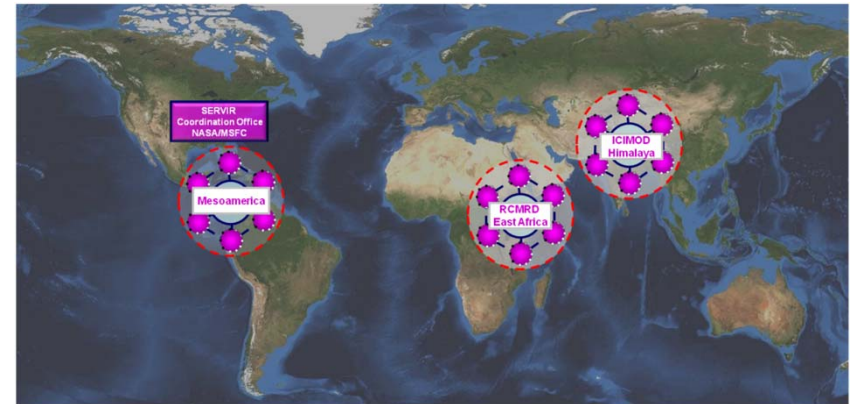 SERVIR
Coordination Office
NASA/MSFC
Mesoamerica
RCMRD
East Africa
ICIMOD
Himalaya